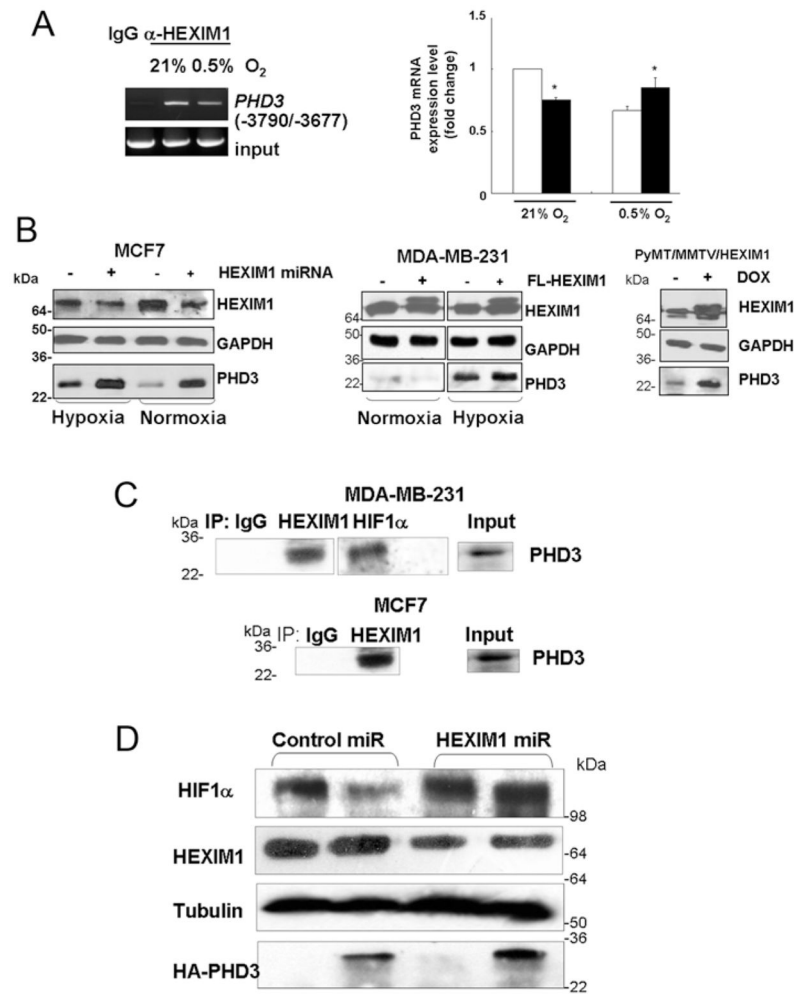 A
IgG α-HEXIM1
21% 0.5% O2
PHD3
(-3790/-3677)
input
PHD3 mRNA
expression level
(fold change)
1
0.5
0
*
*
21% O2
0.5% O2
B
MCF7
kDa
- + - + HEXIM1 miRNA
64-
HEXIM1
50-
GAPDH
36-
PHD3
22-
Hypoxia Normoxia
MDA-MB-231
- + - + FL-HEXIM1
HEXIM1
64
50-
GAPDH
36-
22-
PHD3
Normoxia Hypoxia
PyMT/MMTV/HEXIM1
kDa
- + DOX
HEXIM1
64-
50-
GAPDH
36-
PHD3
22-
C
MDA-MB-231
kDa IP: IgG HEXIM1 HIF1α Input
36-
PHD3
22-
MCF7
kDa IP: IgG HEXIM1 Input
36-
PHD3
22-
D
Control miR HEXIM1 miR
kDa
HIF1α
-98
HEXIM1
-64
-64
Tubulin
-50
-36
HA-PHD3
-22